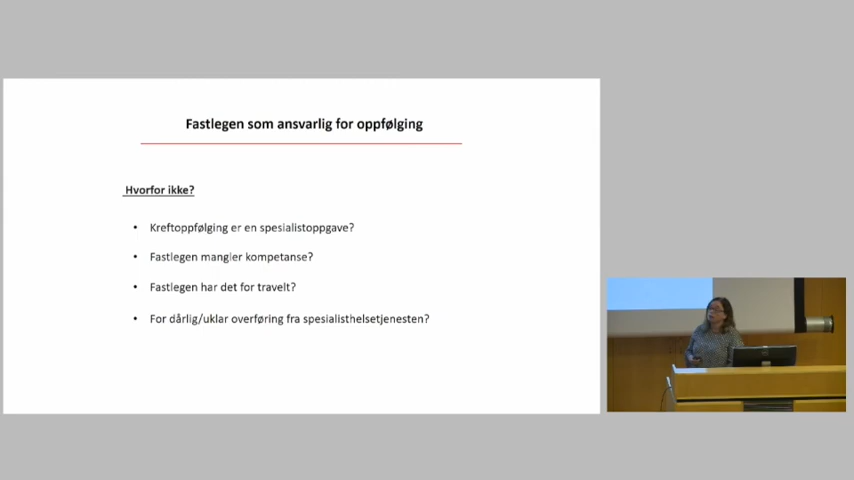 Fastlegen som ansvarlig for oppfølging
Hvorfor ikke?
• Kreftoppfølging er en spesialistoppgave?
• Fastlegen mangler kompetanse?
• Fastlegen har det for travelt?
• For dårlig/uklar overføring fra spesialisthelsetjenesten?